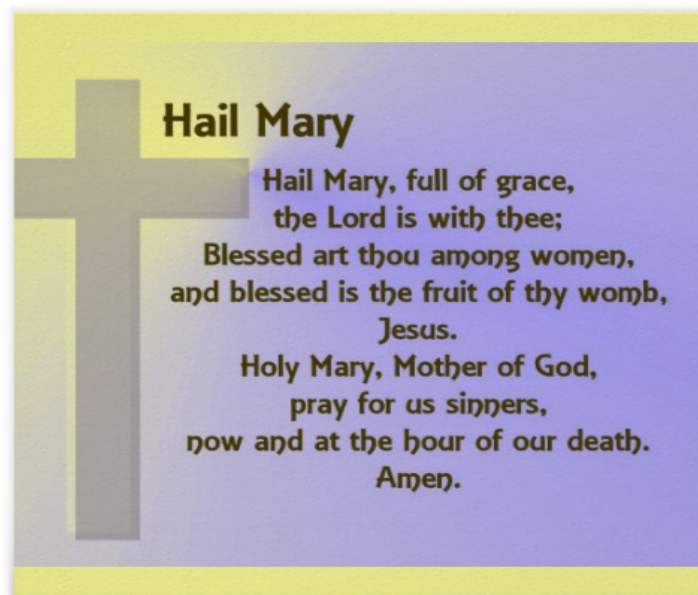 Hail Mary
Hail Mary, full of grace,
the Lord is with thee;
Blessed art thou among women,
and blessed is the fruit of thy womb,
Jesus.
Holy Mary, Mother of God,
pray for us sinners,
now and at the hour of our death.
Amen.